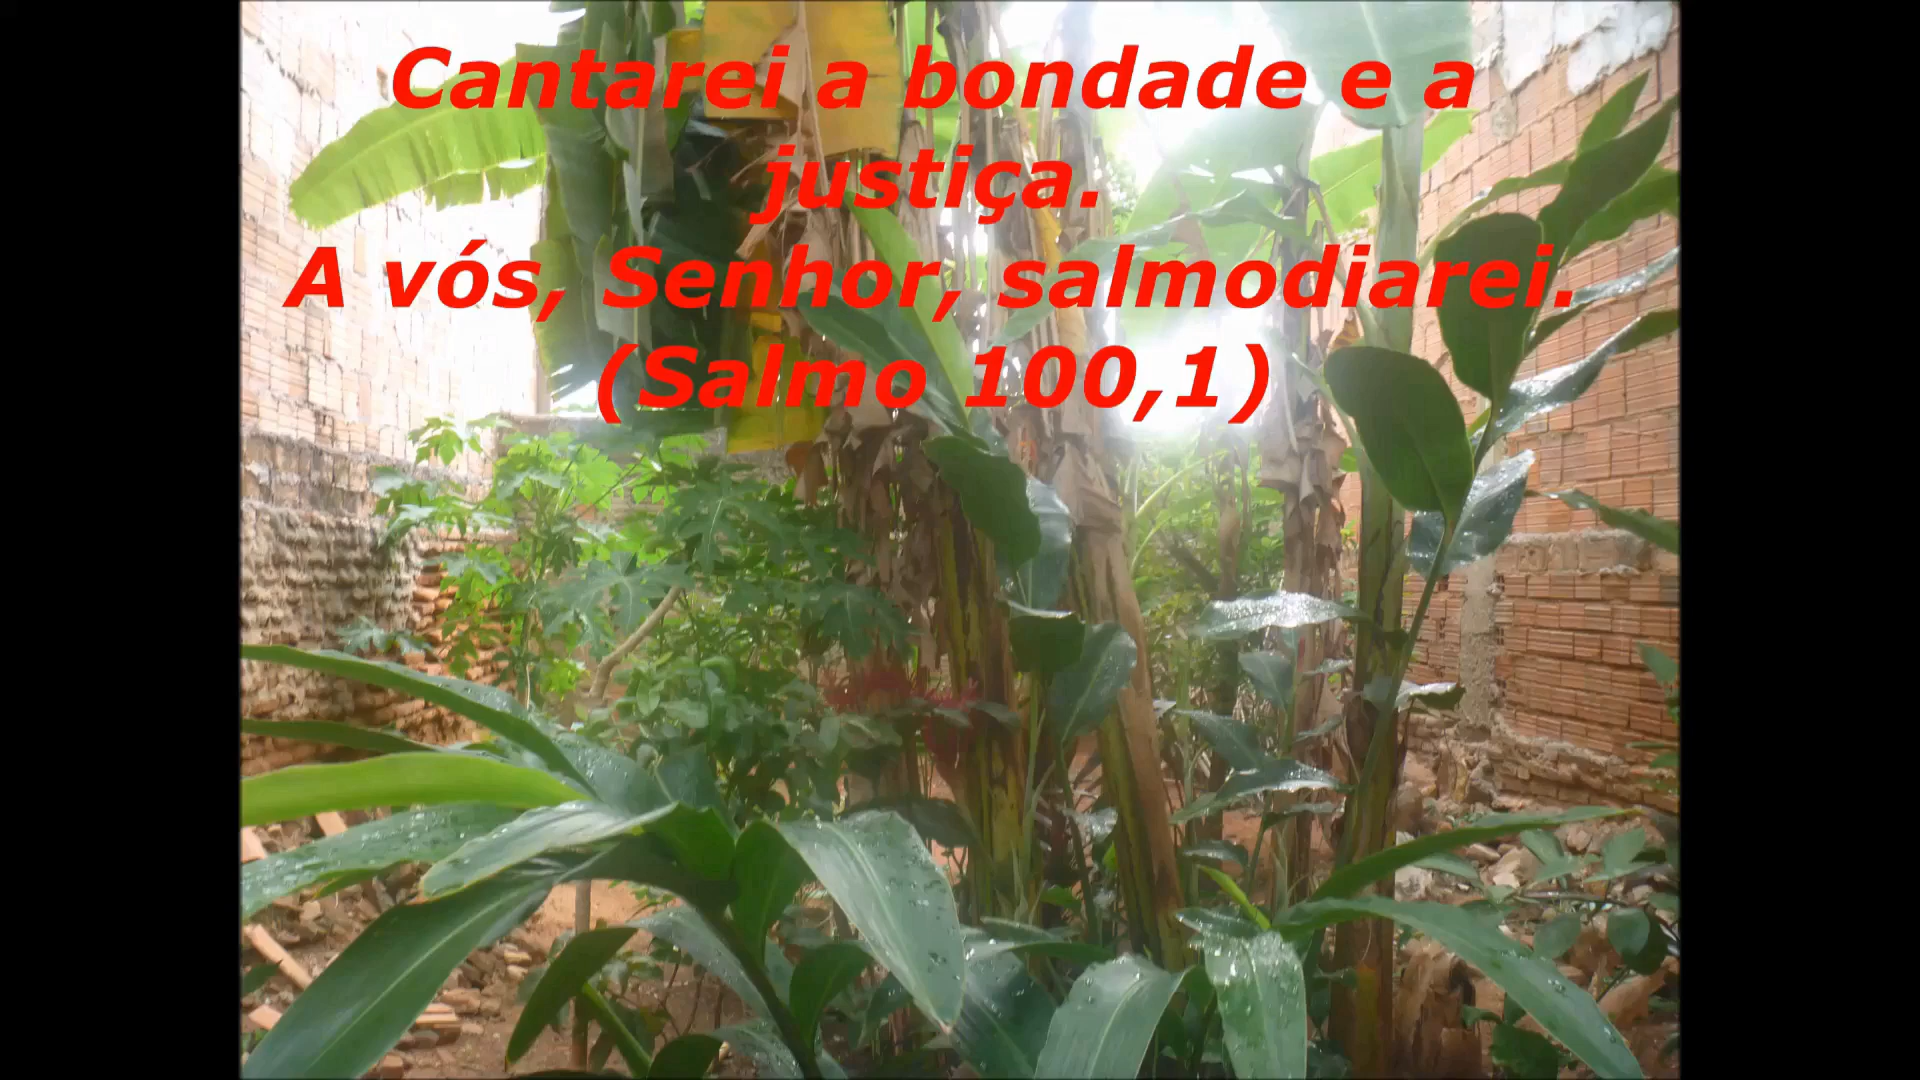 Cantarei a bondade e a
justiça.
A vós, Senhor, salmodiarei.
(Salmo 100,1)